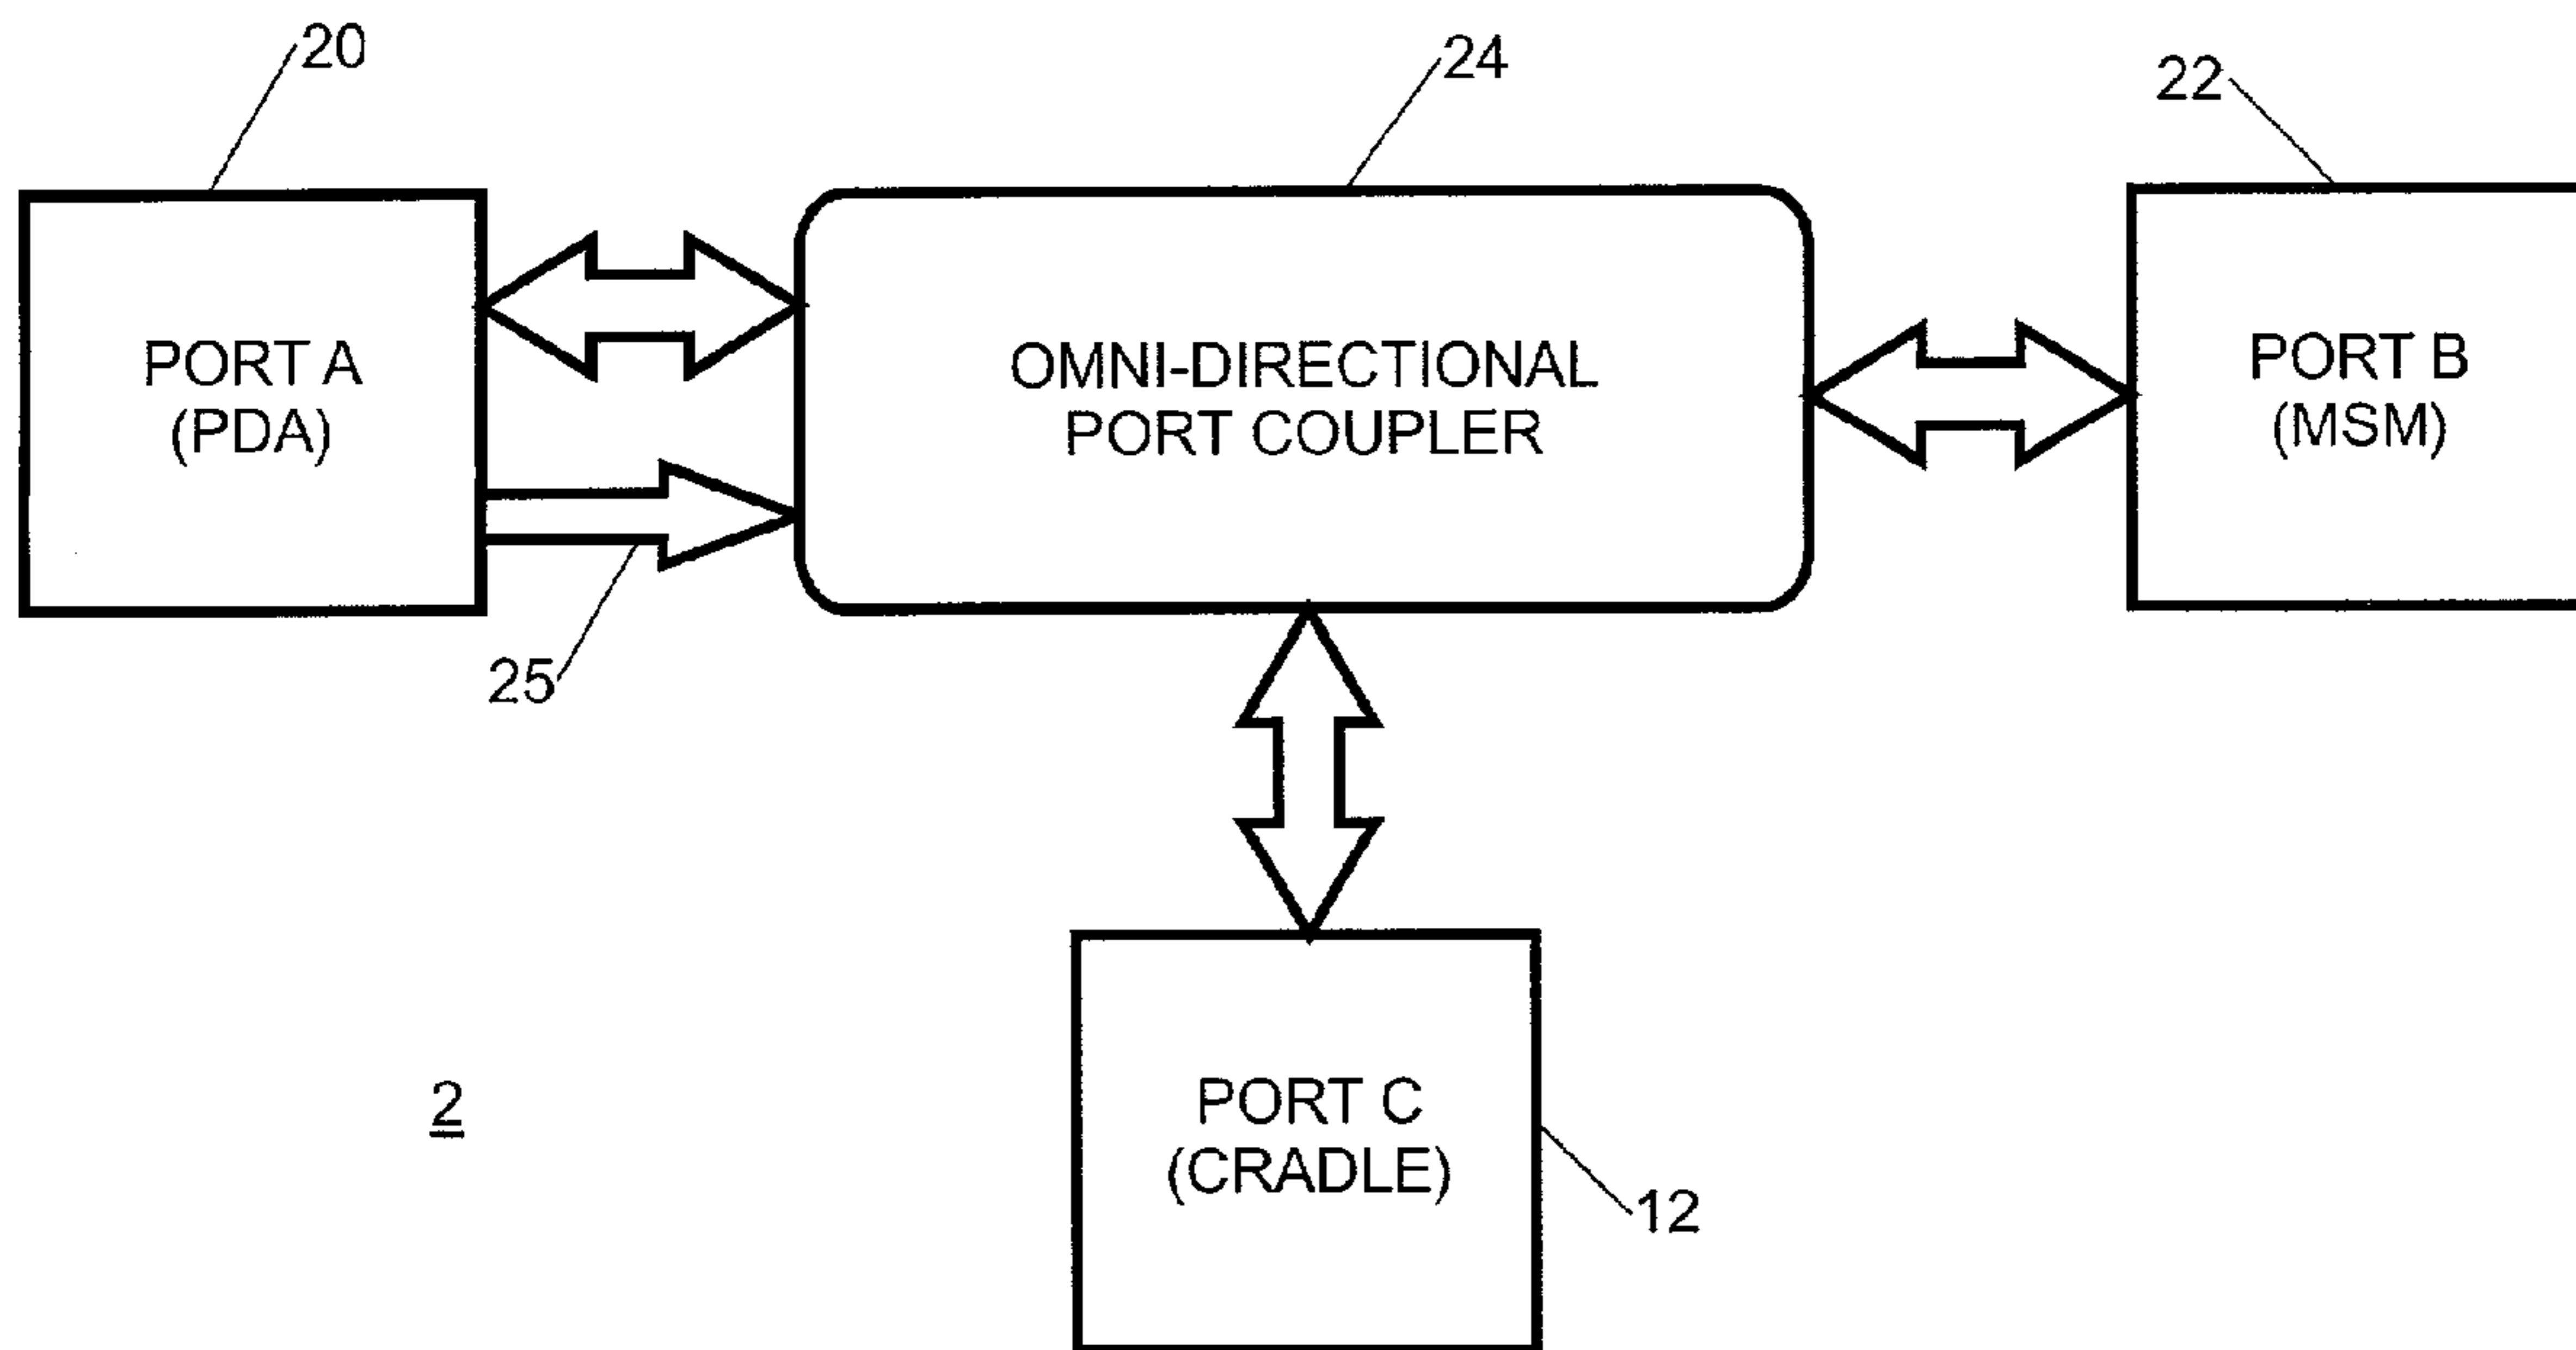 20
24
22
PORT A
(PDA)
OMNI-DIRECTIONAL
PORT COUPLER
PORT B
(MSM)
25
2
PORT C
(CRADLE)
12